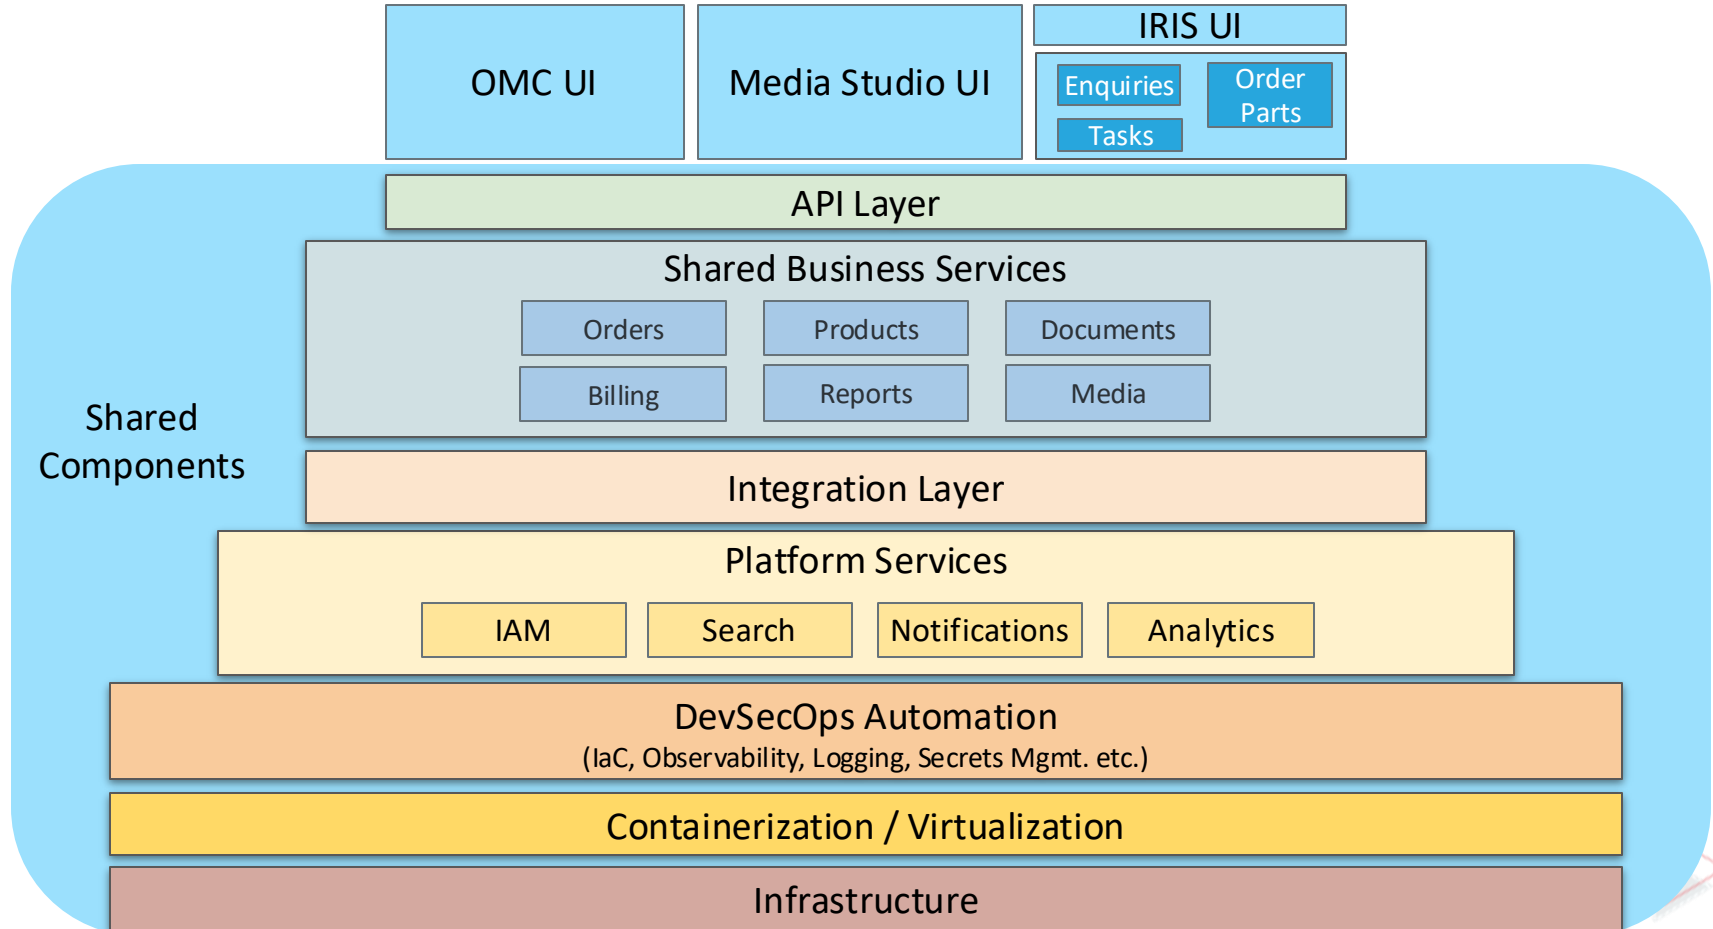 OMC UI
Media Studio UI
IRIS UI
Enquiries
Order
Parts
Tasks
API Layer
Shared Business Services
Orders
Products
Documents
Billing
Reports
Media
Shared
Components
Integration Layer
Platform Services
IAM
Search
Notifications
Analytics
DevSecOps Automation
(IaC, Observability, Logging, Secrets Mgmt. etc.)
Containerization / Virtualization
Infrastructure